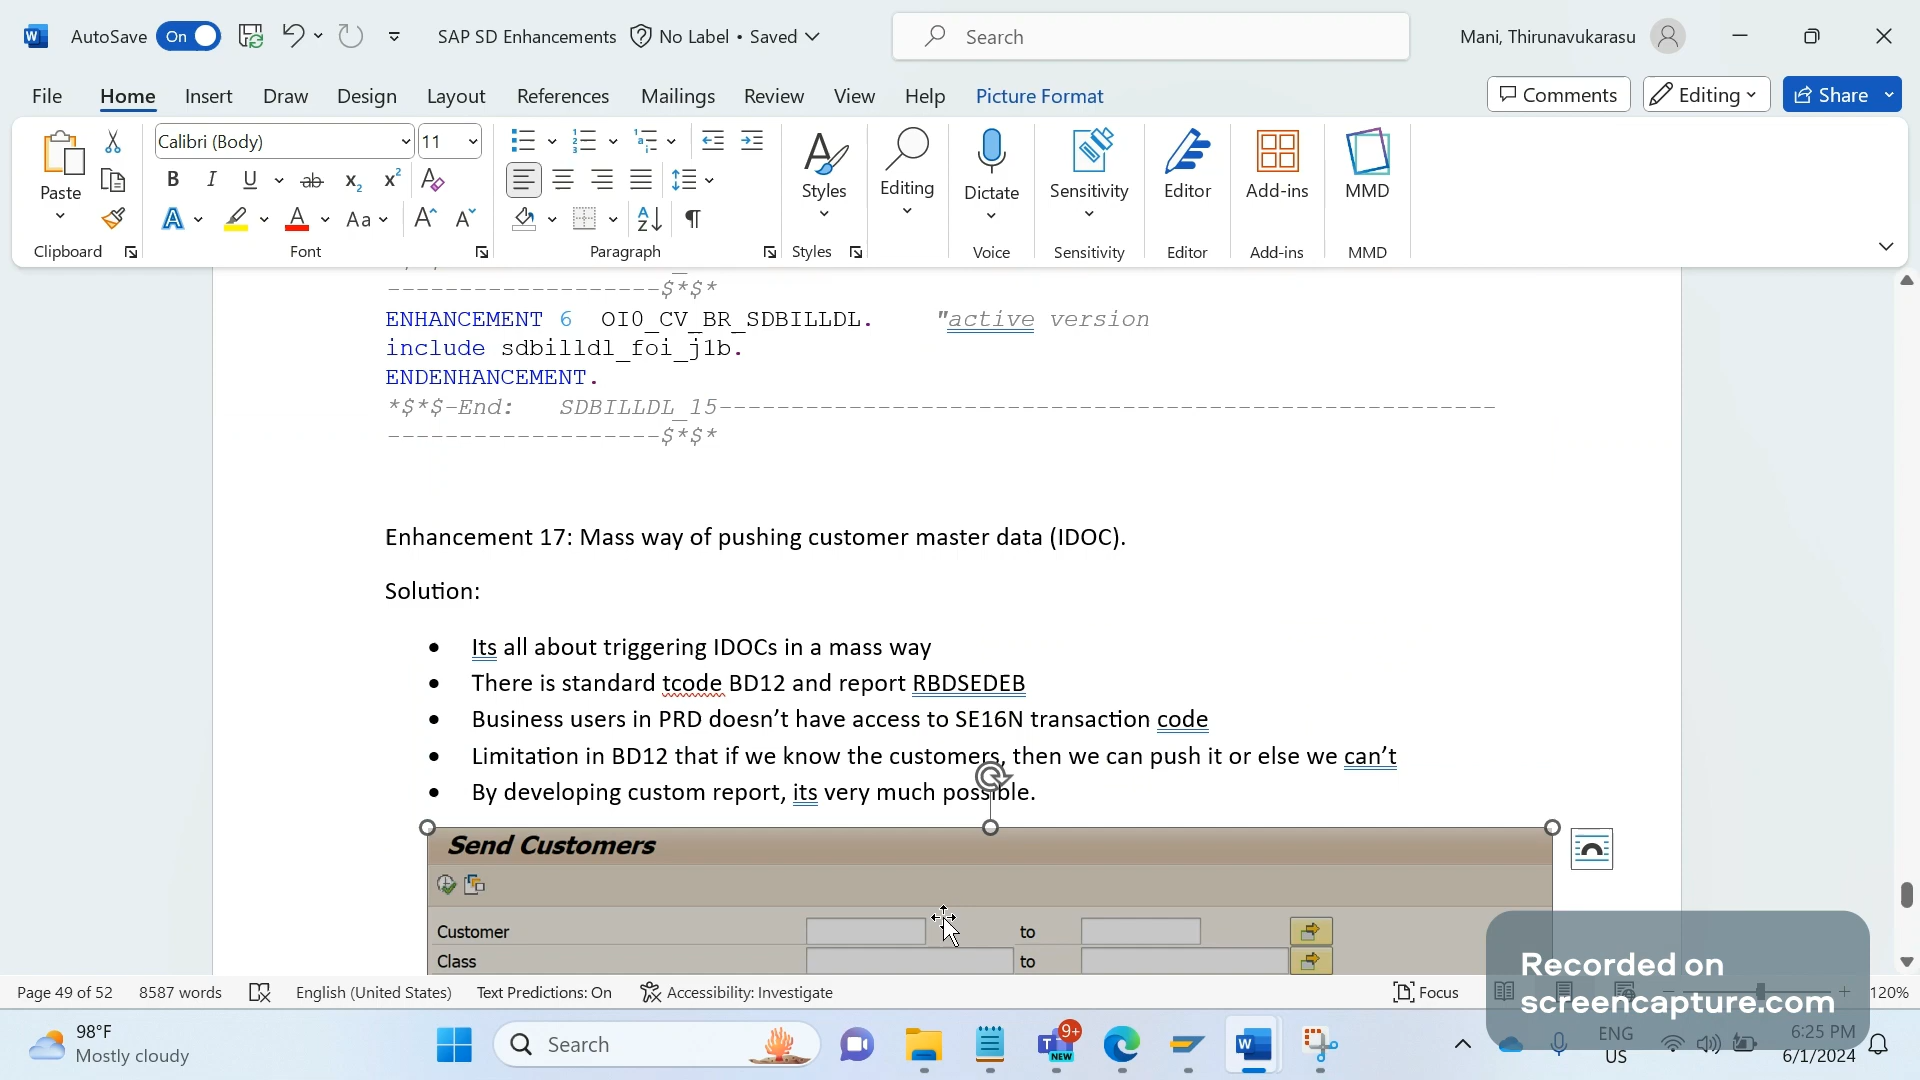 AutoSave On SAP SD Enhancements No Label • Saved Search Mani, Thirunavukarasu
File Home Insert Draw Design Layout References Mailings Review View Help Picture Format Comments Editing Share
Calibri (Body) 11
Paste Styles Editing Dictate Sensitivity Editor Add-ins MMD
Clipboard Font Paragraph Styles Voice Sensitivity Editor Add-ins MMD
-------------------$*$*
ENHANCEMENT 6 OI0_CV_BR_SDBILLDL. "active version
include sdbilldl_foi_j1b.
ENDENHANCEMENT.
*$*$-End: SDBILLDL_15------------------------------------------------------
-------------------$*$*
Enhancement 17: Mass way of pushing customer master data (IDOC).
Solution:
• Its all about triggering IDOCs in a mass way
• There is standard tcode BD12 and report RBDSEDEB
• Business users in PRD doesn’t have access to SE16N transaction code
• Limitation in BD12 that if we know the customers, then we can push it or else we can’t
• By developing custom report, its very much possible.
Send Customers
Customer to
Class to
Recorded on
screencapture.com
Page 49 of 52 8587 words English (United States) Text Predictions: On Accessibility: Investigate Focus 120%
98°F
Mostly cloudy
Search
9+
NEW
ENG
US
6:25 PM
6/1/2024